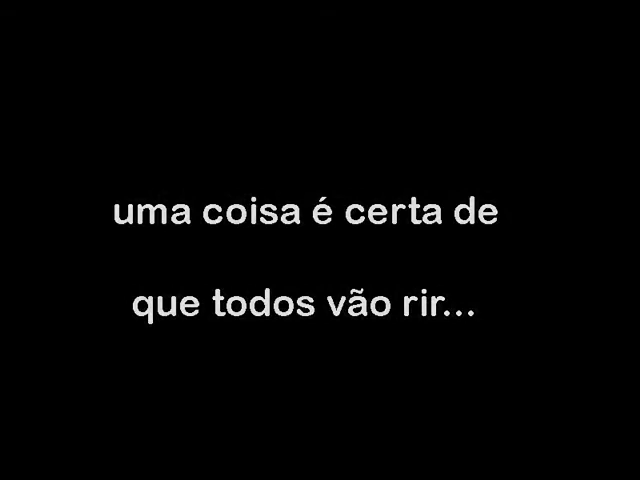 uma coisa é certa de
que todos vão rir...